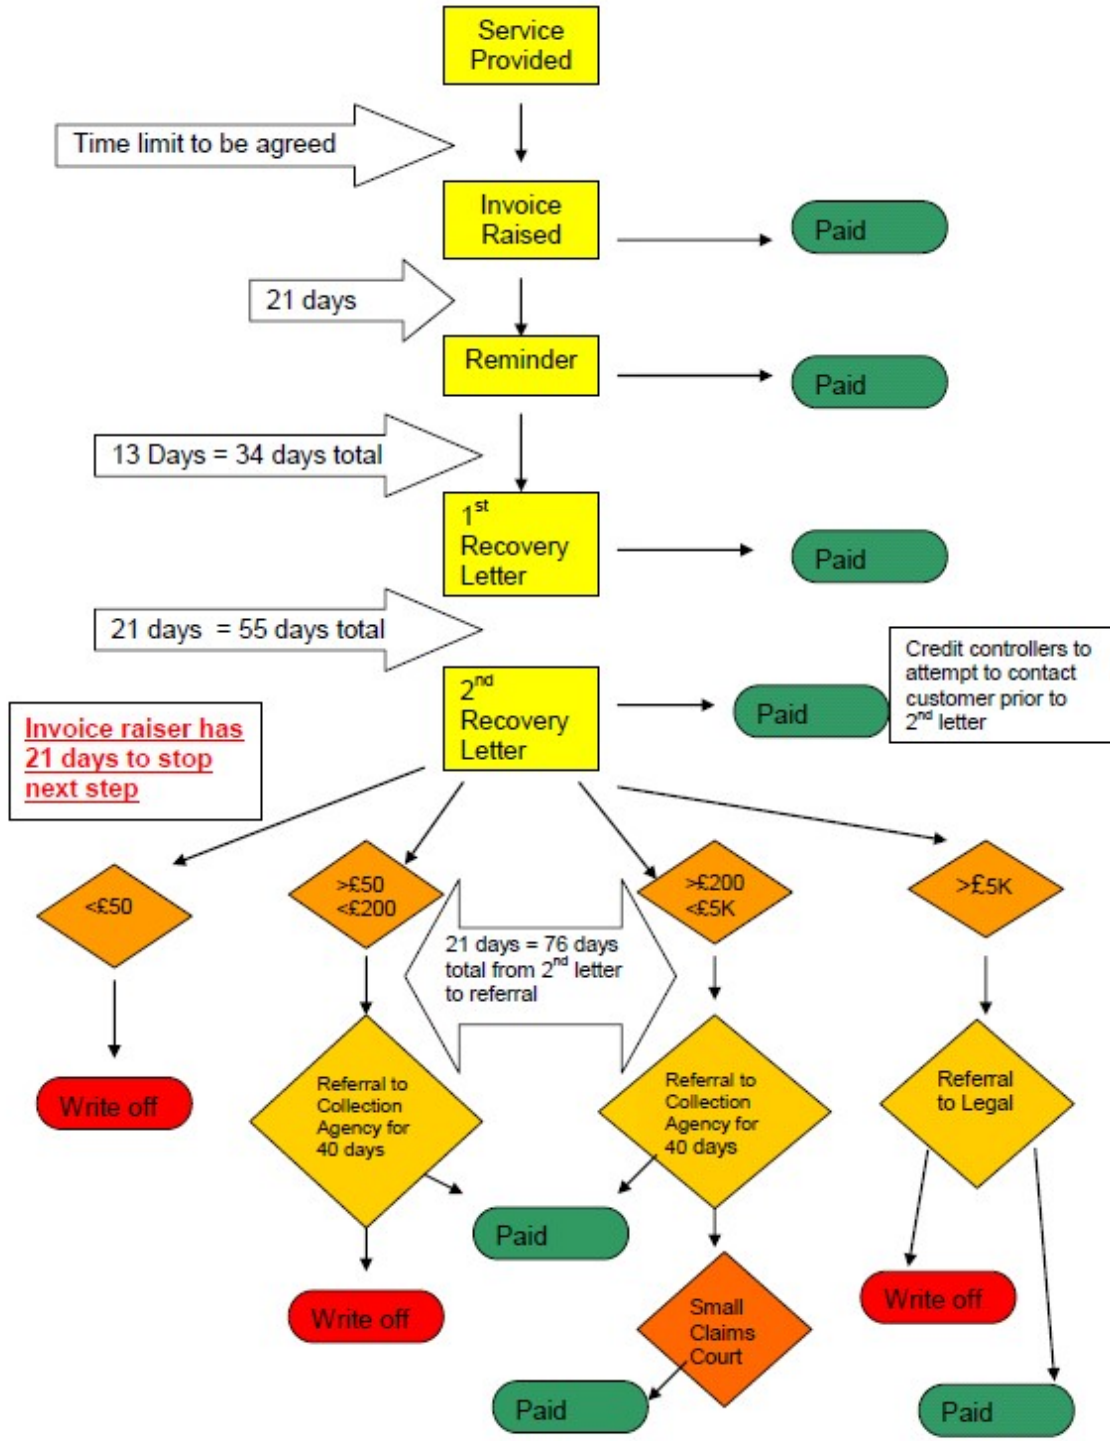 Service
Provided
Time limit to be agreed
Invoice
Raised
Paid
21 days
Reminder
Paid
13 Days = 34 days total
1st
Recovery
Letter
Paid
21 days = 55 days total
Credit controllers to
attempt to contact
customer prior to
2nd letter
2nd
Recovery
Letter
Paid
Invoice raiser has
21 days to stop
next step
<£50
>£50
<£200
>£200
<£5K
>£5K
21 days = 76 days
total from 2nd letter
to referral
Write off
Referral to
Collection
Agency for
40 days
Referral to
Collection
Agency for
40 days
Referral
to Legal
Paid
Write off
Small
Claims
Court
Write off
Paid
Paid